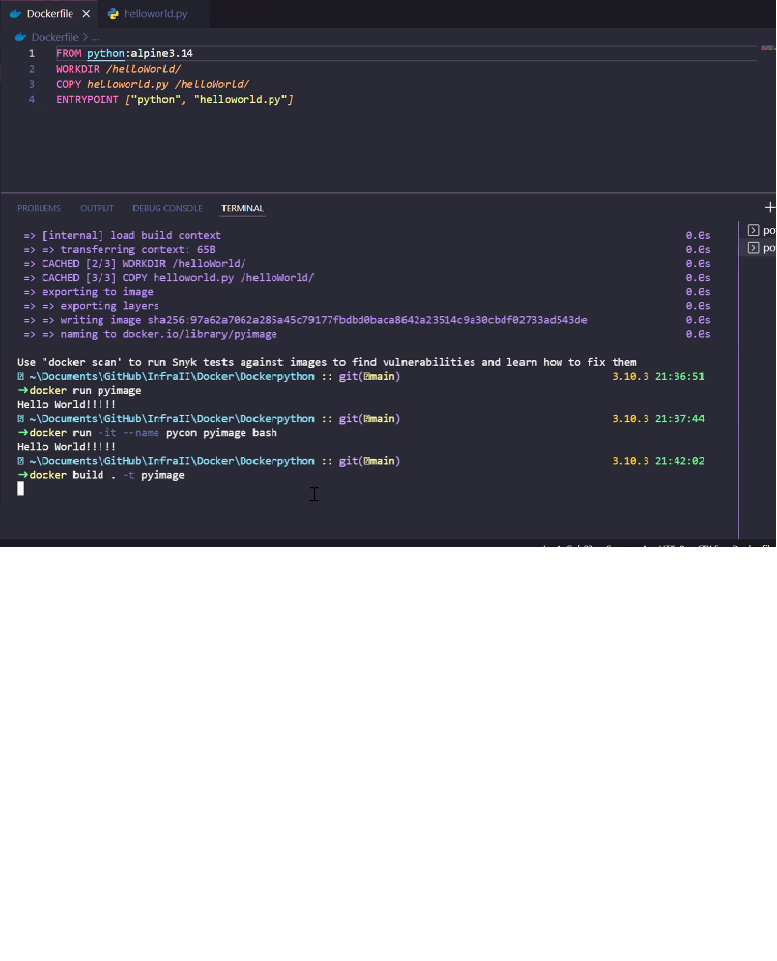 Dockerfile helloworld.py
Dockerfile > ...
1 FROM python:alpine3.14
2 WORKDIR /helloWorld/
3 COPY helloworld.py /helloWorld/
4 ENTRYPOINT ["python", "helloworld.py"]
PROBLEMS OUTPUT DEBUG CONSOLE TERMINAL
=> [internal] load build context 0.0s
=> => transferring context: 65B 0.0s
=> CACHED [2/3] WORKDIR /helloWorld/ 0.0s
=> CACHED [3/3] COPY helloworld.py /helloWorld/ 0.0s
=> exporting to image 0.0s
=> => exporting layers 0.0s
=> => writing image sha256:97a62a7062a285a45c79177fbdbd0baca8642a23514c9a30cbdf02733ad543de 0.0s
=> => naming to docker.io/library/pyimage 0.0s
Use 'docker scan' to run Snyk tests against images to find vulnerabilities and learn how to fix them
~\Documents\GitHub\InfraII\Docker\Dockerpython :: git(main) 3.10.3 21:36:51
➜docker run pyimage
Hello World!!!!!
~\Documents\GitHub\InfraII\Docker\Dockerpython :: git(main) 3.10.3 21:37:44
➜docker run -it --name pycon pyimage bash
Hello World!!!!!
~\Documents\GitHub\InfraII\Docker\Dockerpython :: git(main) 3.10.3 21:42:02
➜docker build . -t pyimage